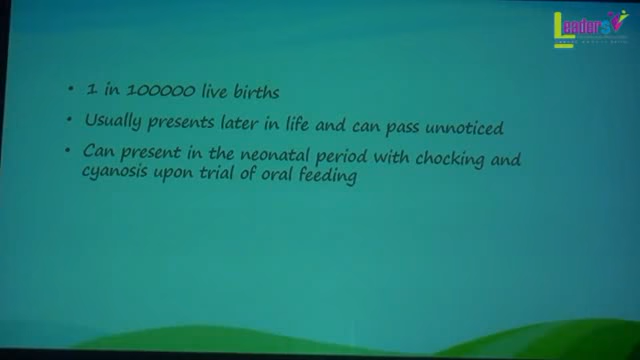 Leaders
• 1 in 100000 live births
• Usually presents later in life and can pass unnoticed
• Can present in the neonatal period with chocking and
cyanosis upon trial of oral feeding